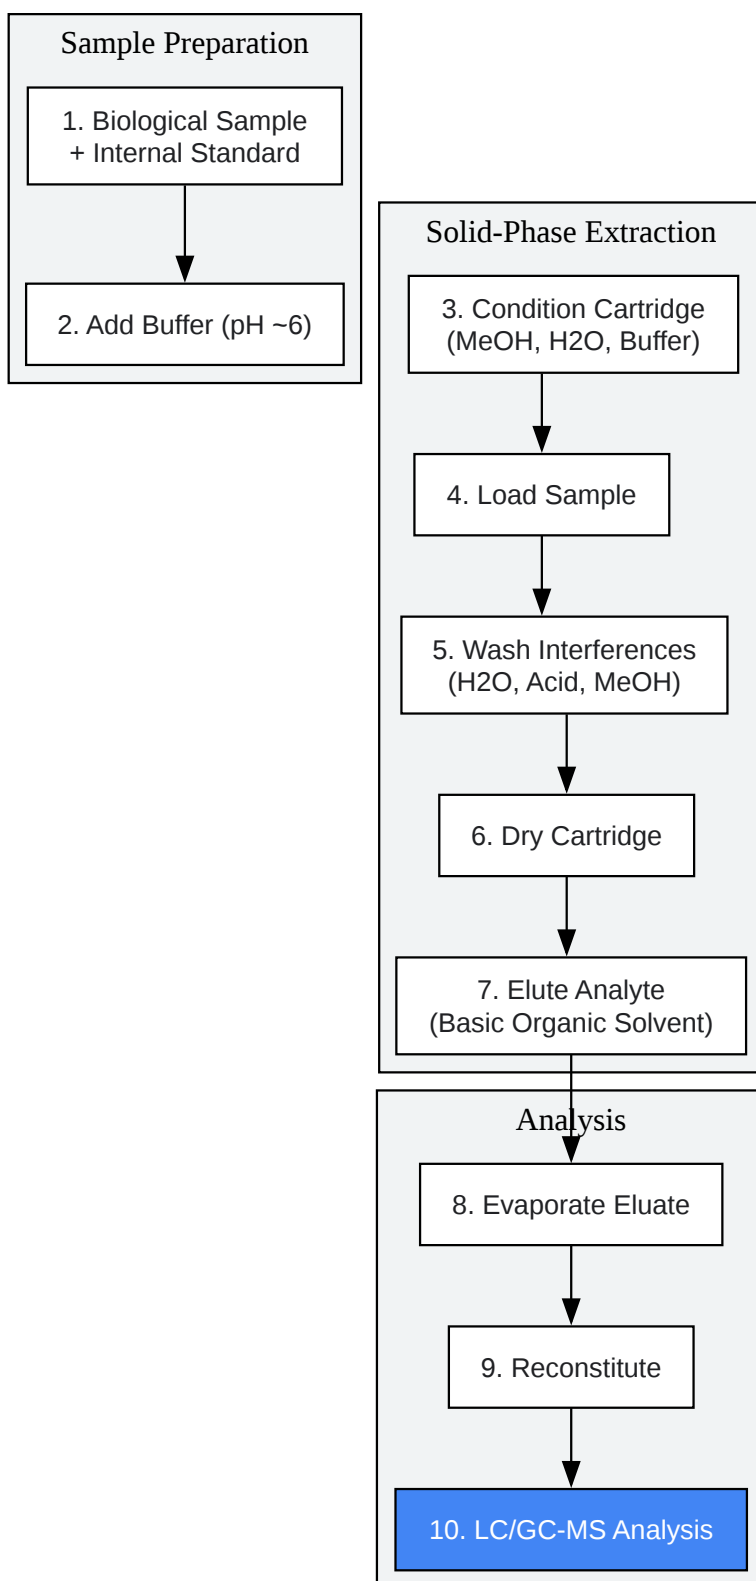 Sample Preparation
1. Biological Sample
+ Internal Standard
2. Add Buffer (pH ~6)
Solid-Phase Extraction
3. Condition Cartridge
(MeOH, H2O, Buffer)
4. Load Sample
5. Wash Interferences
(H2O, Acid, MeOH)
6. Dry Cartridge
7. Elute Analyte
(Basic Organic Solvent)
Analysis
8. Evaporate Eluate
9. Reconstitute
10. LC/GC-MS Analysis